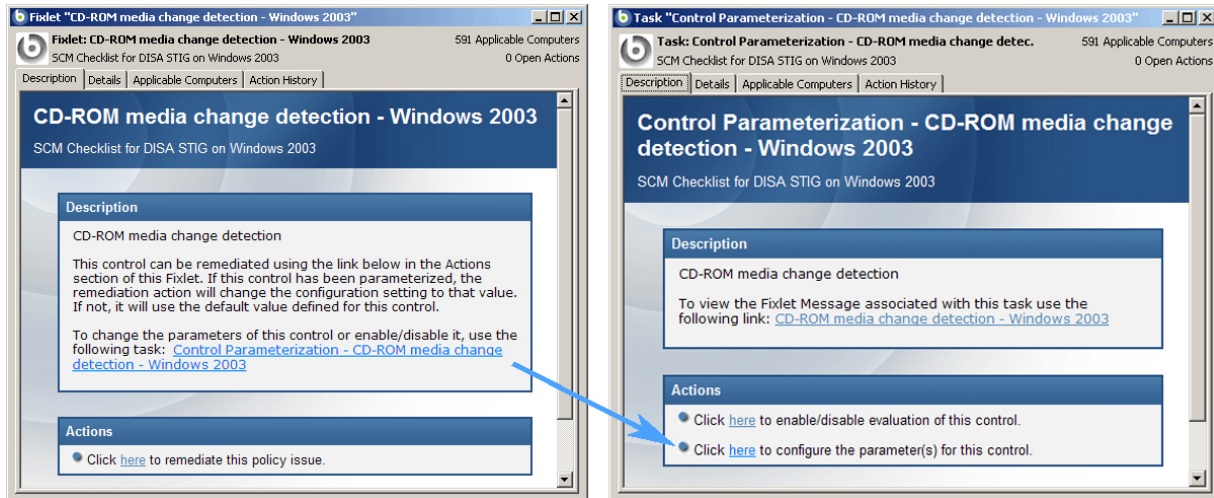 Fixlet "CD-ROM media change detection - Windows 2003"
Fixlet: CD-ROM media change detection - Windows 2003
591 Applicable Computers
SCM Checklist for DISA STIG on Windows 2003
0 Open Actions
Description
Details
Applicable Computers
Action History
CD-ROM media change detection - Windows 2003
SCM Checklist for DISA STIG on Windows 2003
Description
CD-ROM media change detection
This control can be remediated using the link below in the Actions
section of this Fixlet. If this control has been parameterized, the
remediation action will change the configuration setting to that value.
If not, it will use the default value defined for this control.
To change the parameters of this control or enable/disable it, use the
following task: Control Parameterization - CD-ROM media change
detection - Windows 2003
Actions
Click here to remediate this policy issue.
Task "Control Parameterization - CD-ROM media change detection - Windows 2003"
Task: Control Parameterization - CD-ROM media change detec.
591 Applicable Computers
SCM Checklist for DISA STIG on Windows 2003
0 Open Actions
Description
Details
Applicable Computers
Action History
Control Parameterization - CD-ROM media change
detection - Windows 2003
SCM Checklist for DISA STIG on Windows 2003
Description
CD-ROM media change detection
To view the Fixlet Message associated with this task use the
following link: CD-ROM media change detection - Windows 2003
Actions
Click here to enable/disable evaluation of this control.
Click here to configure the parameter(s) for this control.